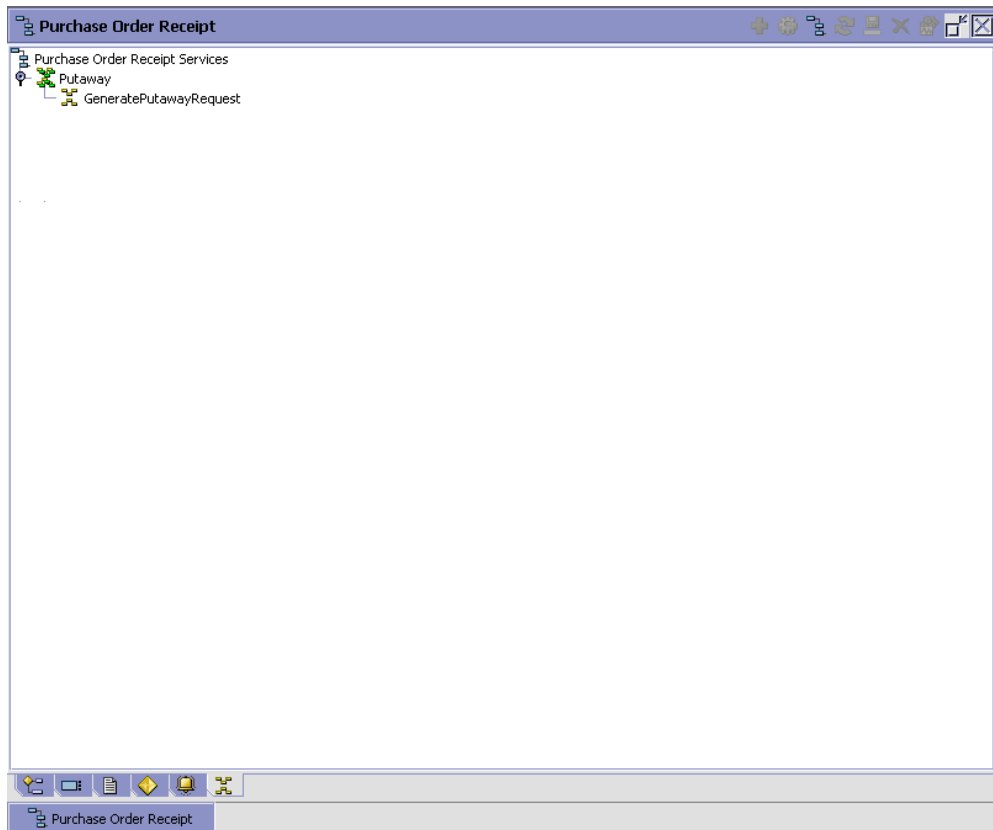 Purchase Order Receipt
Purchase Order Receipt Services
Putaway
GeneratePutawayRequest
Purchase Order Receipt